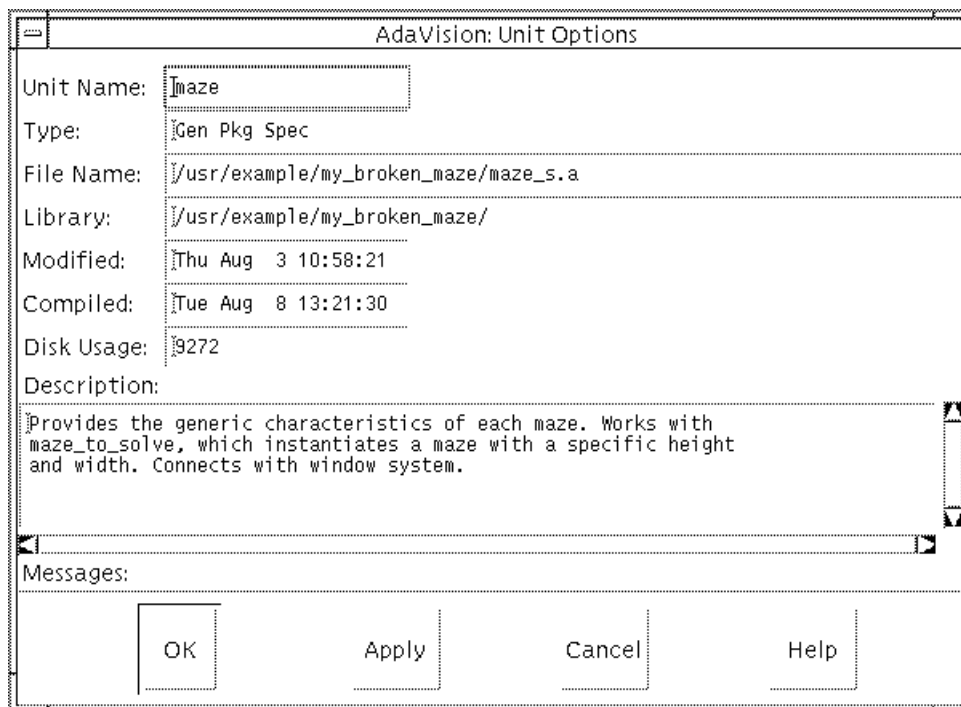 AdaVision: Unit Options
Unit Name: maze
Type: Gen Pkg Spec
File Name: /usr/example/my_broken_maze/maze_s.a
Library: /usr/example/my_broken_maze/
Modified: Thu Aug  3 10:58:21
Compiled: Tue Aug  8 13:21:30
Disk Usage: 9272
Description:
Provides the generic characteristics of each maze. Works with
maze_to_solve, which instantiates a maze with a specific height
and width. Connects with window system.
Messages:
OK Apply Cancel Help